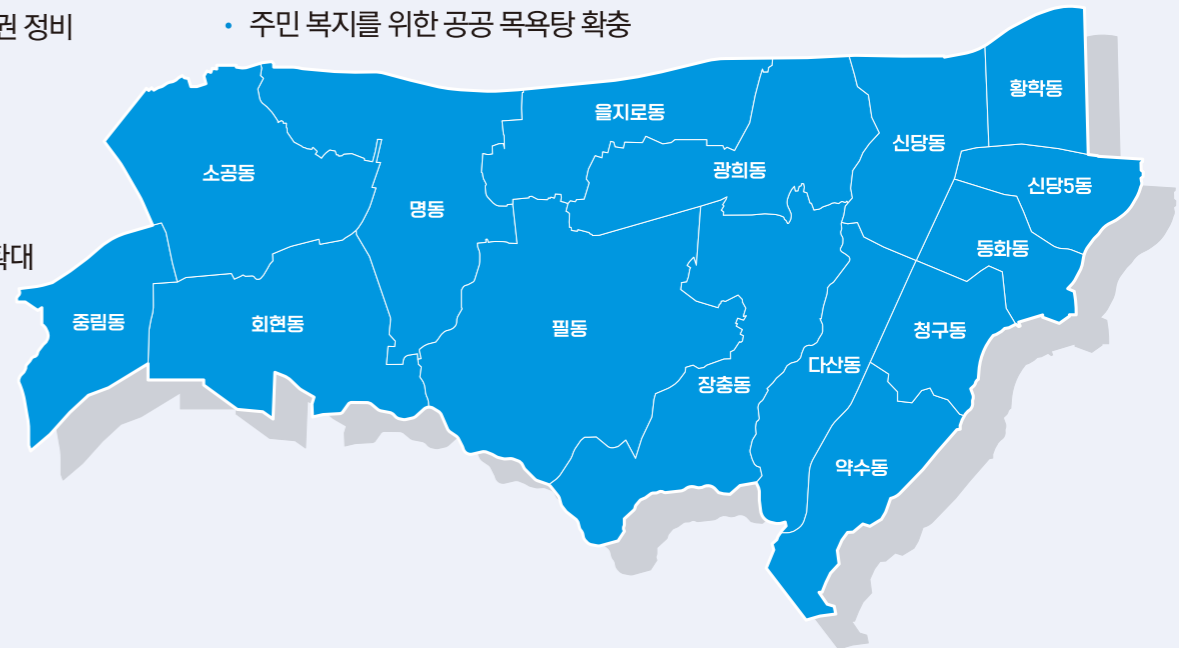 권 정비
• 주민 복지를 위한 공공 목욕탕 확충
황학동
을지로동
신당동
소공동
광희동
신당5동
명동
확대
동화동
중림동
회현동
필동
청구동
다산동
장충동
약수동